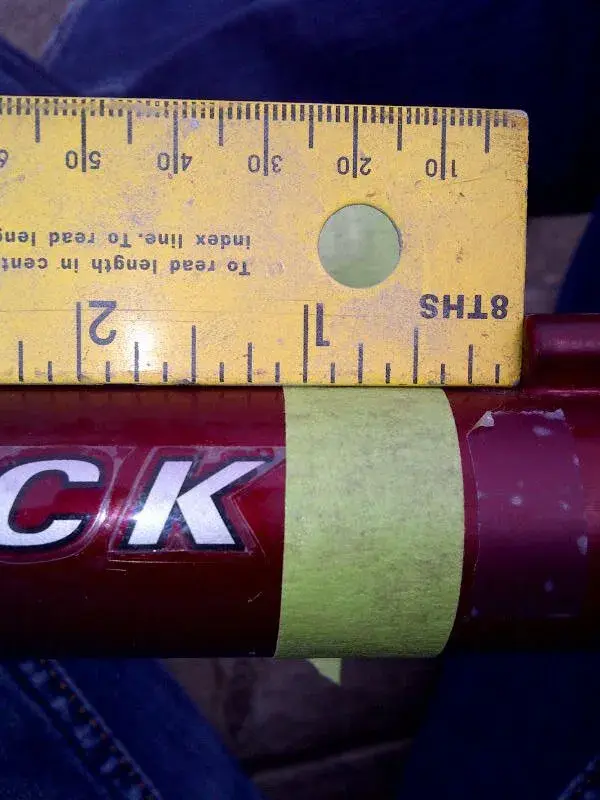 8THS 1 2
To read length in cent
index line. To read leng
10 20 30 40 50 6
CK